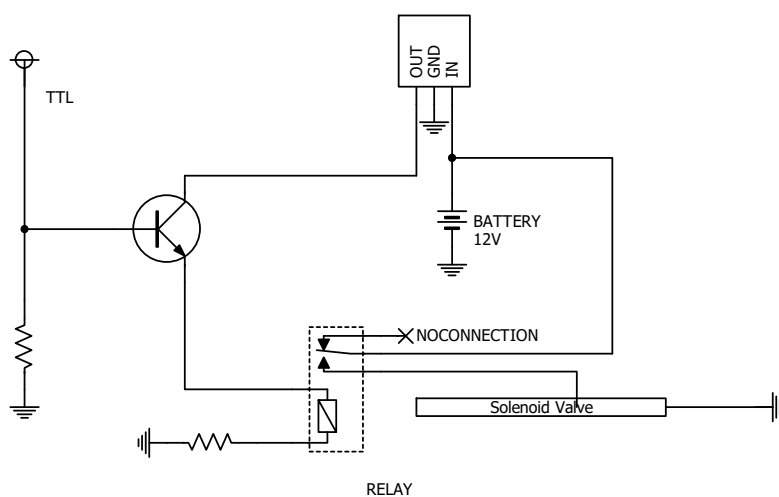 OUT
GND
IN
TTL
BATTERY
12V
NOCONNECTION
Solenoid Valve
RELAY